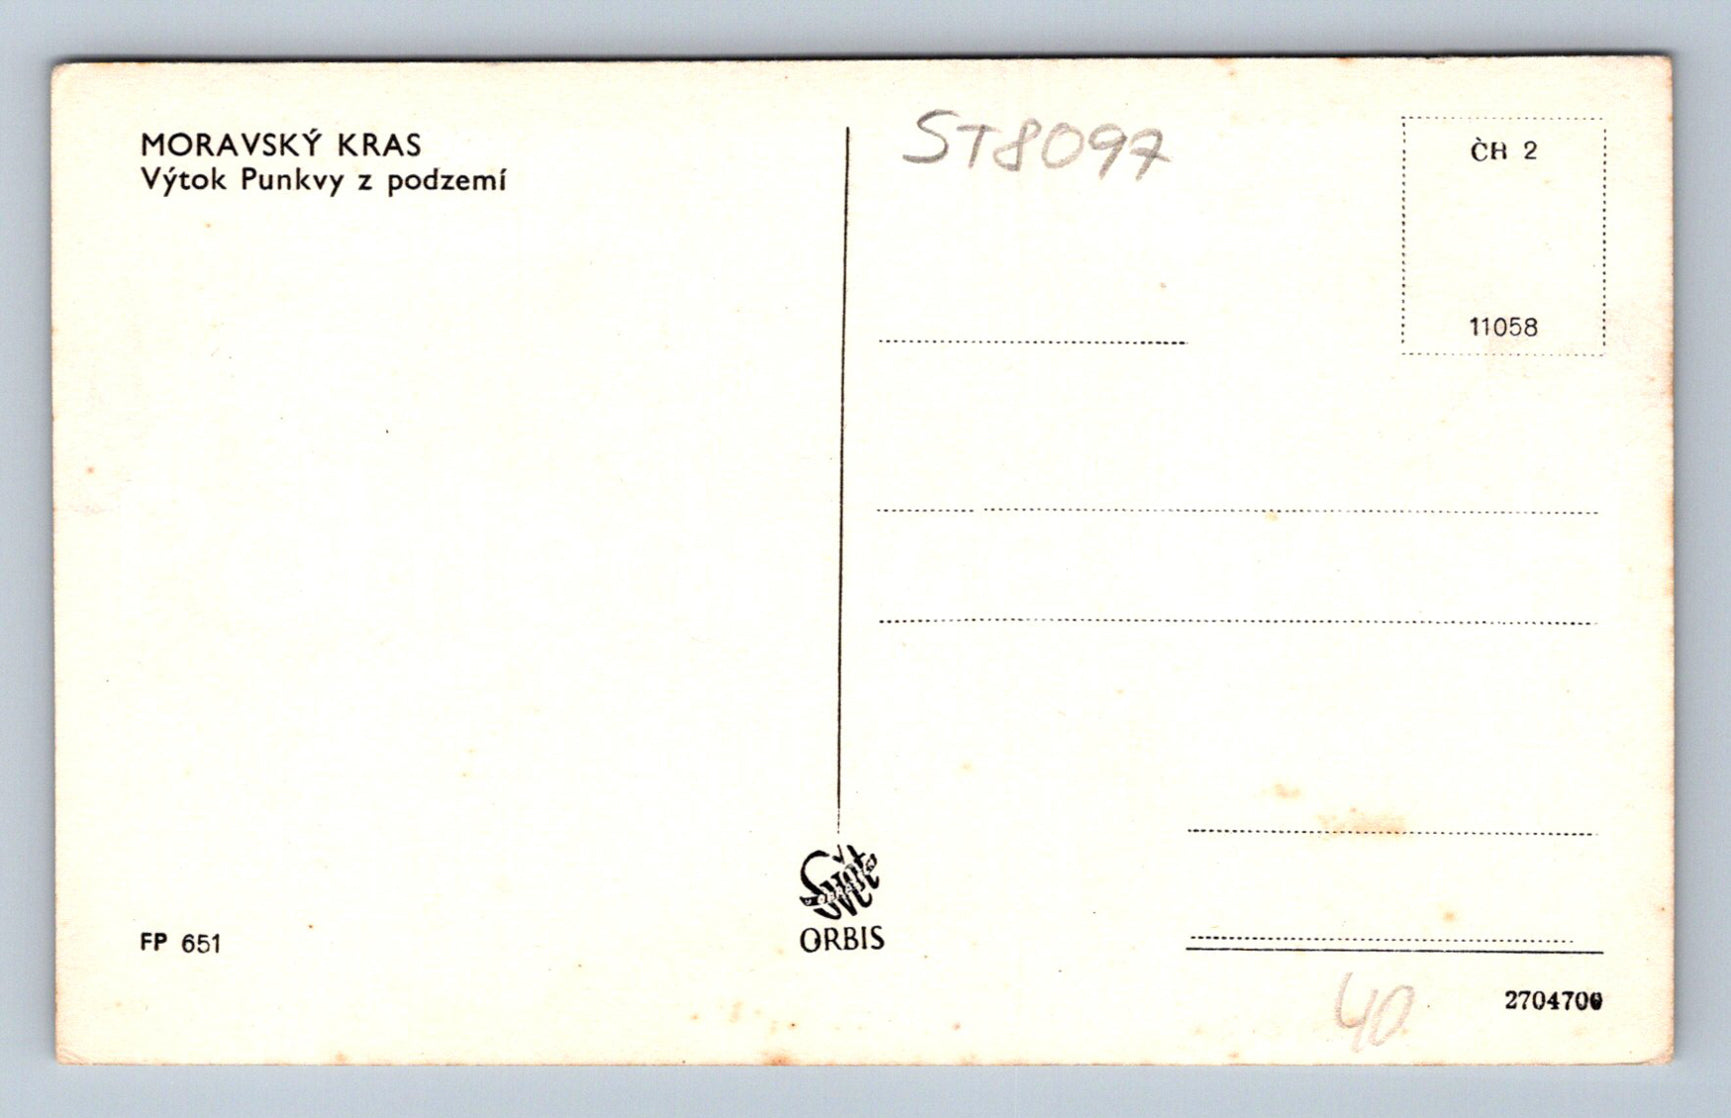 MORAVSKÝ KRAS
Výtok Punkvy z podzemí
ST8097
ČH 2
11058
Svět
ORBIS
FP 651
40
2704700